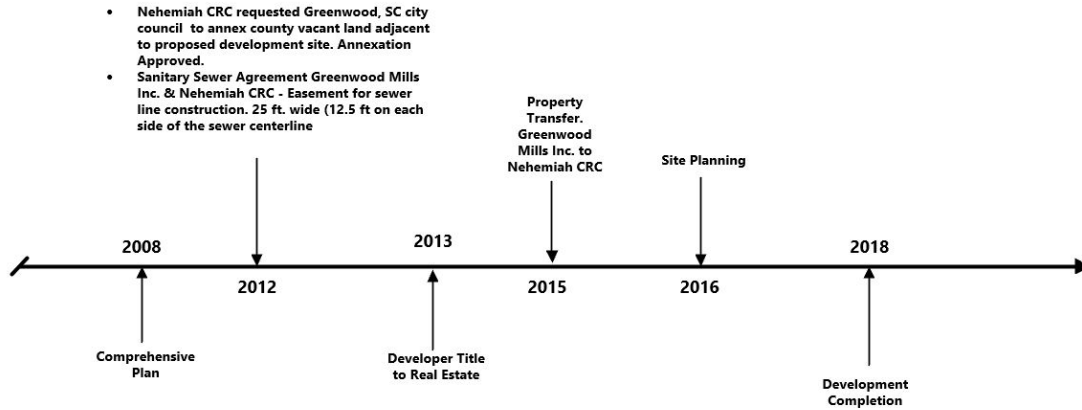 • Nehemiah CRC requested Greenwood, SC city
council to annex county vacant land adjacent
to proposed development site. Annexation
Approved.
• Sanitary Sewer Agreement Greenwood Mills
Inc. & Nehemiah CRC - Easement for sewer
line construction. 25 ft. wide (12.5 ft on each
side of the sewer centerline
Property
Transfer.
Greenwood
Mills Inc. to
Nehemiah CRC
Site Planning
2008
2013
2018
2012
2015
2016
Comprehensive
Plan
Developer Title
to Real Estate
Development
Completion